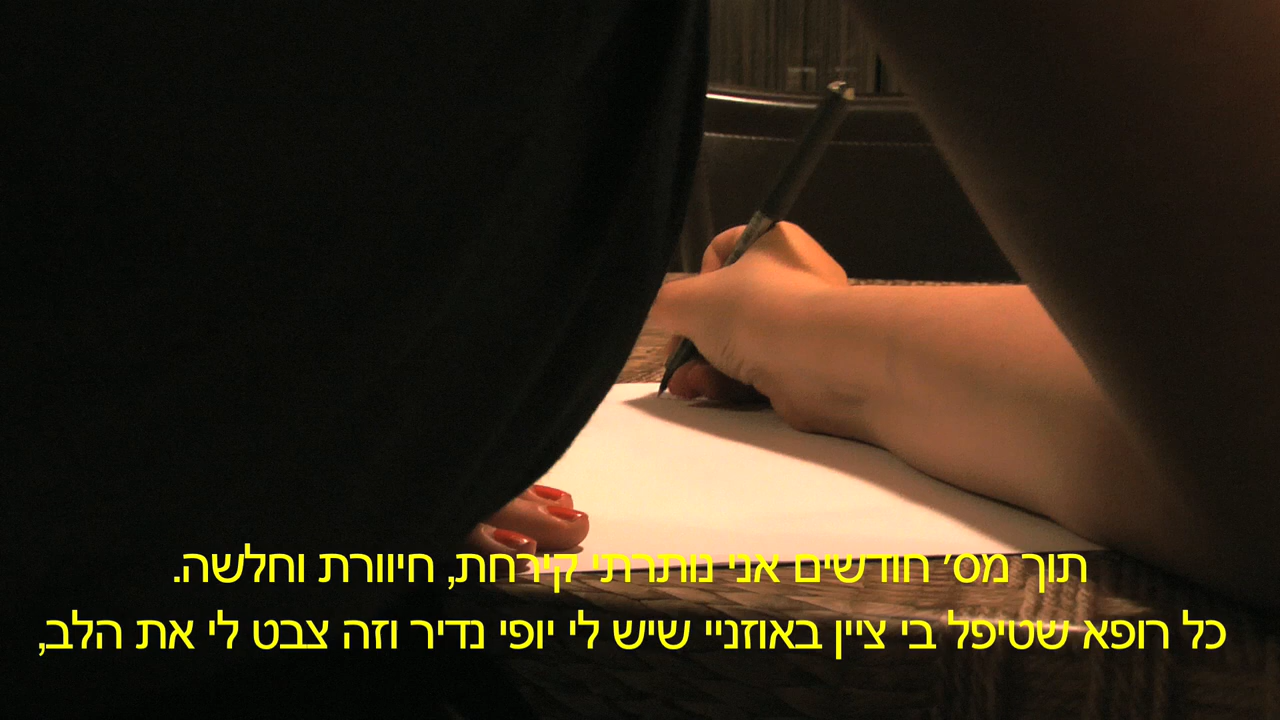 תוך מס׳ חודשים אני נותרתי קירחת, חיוורת וחלשה.
כל רופא שטיפל בי ציין באוזניי שיש לי יופי נדיר וזה צבט לי את הלב,